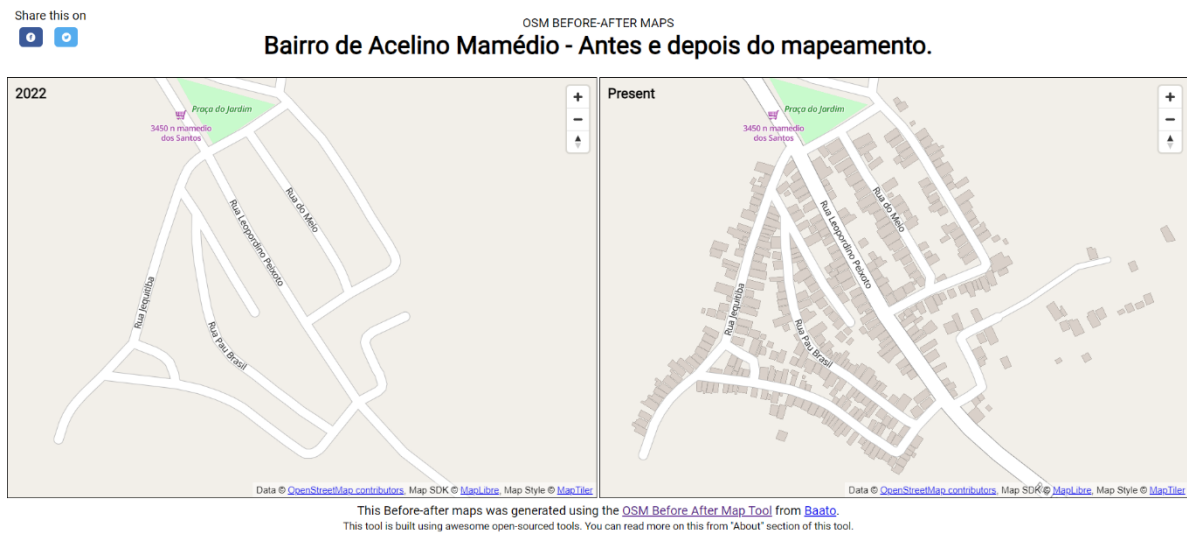 Share this on
OSM BEFORE-AFTER MAPS
Bairro de Acelino Mamédio - Antes e depois do mapeamento.
2022
Praça do Jardim
3450 n mamedio
dos Santos
Rua do Meio
Rua Leopordino Peixoto
Rua Jequitiba
Rua Pau Brasil
Data © OpenStreetMap contributors, Map SDK © MapLibre, Map Style © MapTiler
Present
Praça do Jardim
3450 n mamedio
dos Santos
Rua do Meio
Rua Leopordino Peixoto
Rua Jequitiba
Rua Pau Brasil
Data © OpenStreetMap contributors, Map SDK © MapLibre, Map Style © MapTiler
This Before-after maps was generated using the OSM Before After Map Tool from Baato.
This tool is built using awesome open-sourced tools. You can read more on this from "About" section of this tool.